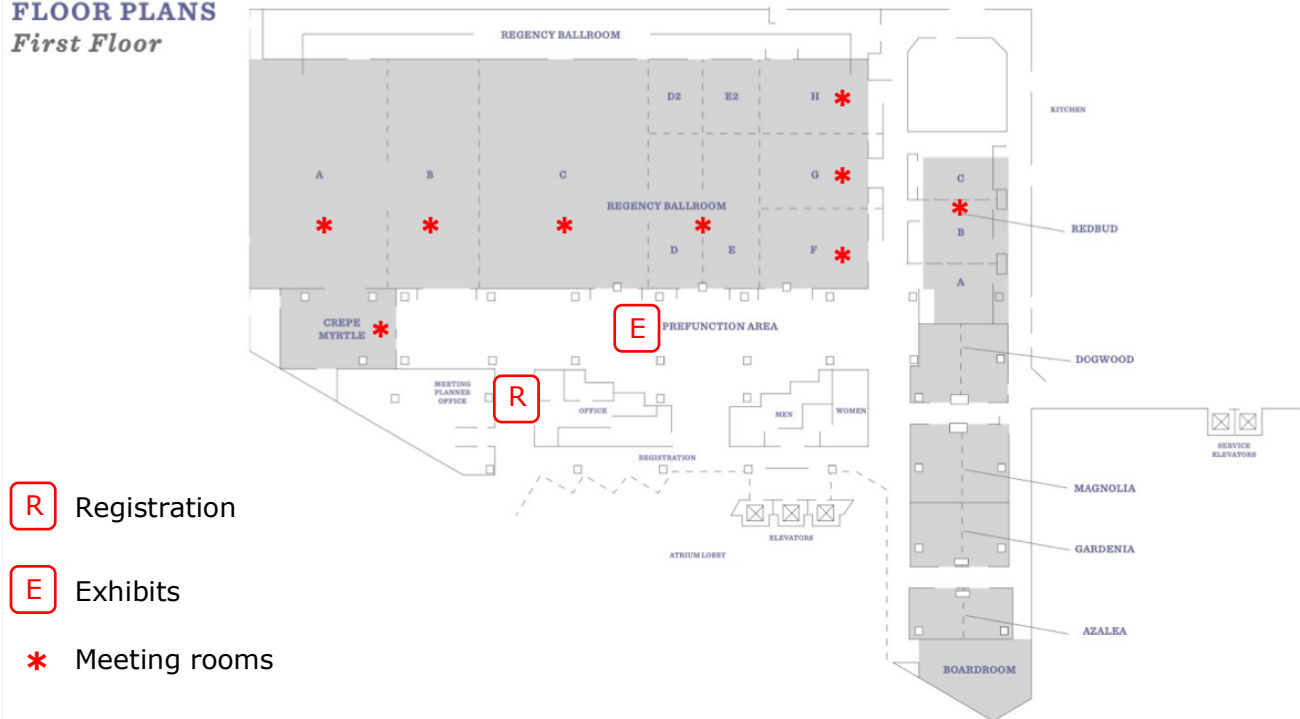 FLOOR PLANS
First Floor
REGENCY BALLROOM
D2
E2
H
KITCHEN
A
B
C
G
C
REGENCY BALLROOM
REDBUD
B
D
E
F
A
CREPE
MYRTLE
E
PREFUNCTION AREA
DOGWOOD
MEETING
PLANNER
OFFICE
R
OFFICE
MEN
WOMEN
SERVICE
ELEVATORS
REGISTRATION
MAGNOLIA
R Registration
ELEVATORS
ATRIUM LOBBY
GARDENIA
E Exhibits
AZALEA
* Meeting rooms
BOARDROOM